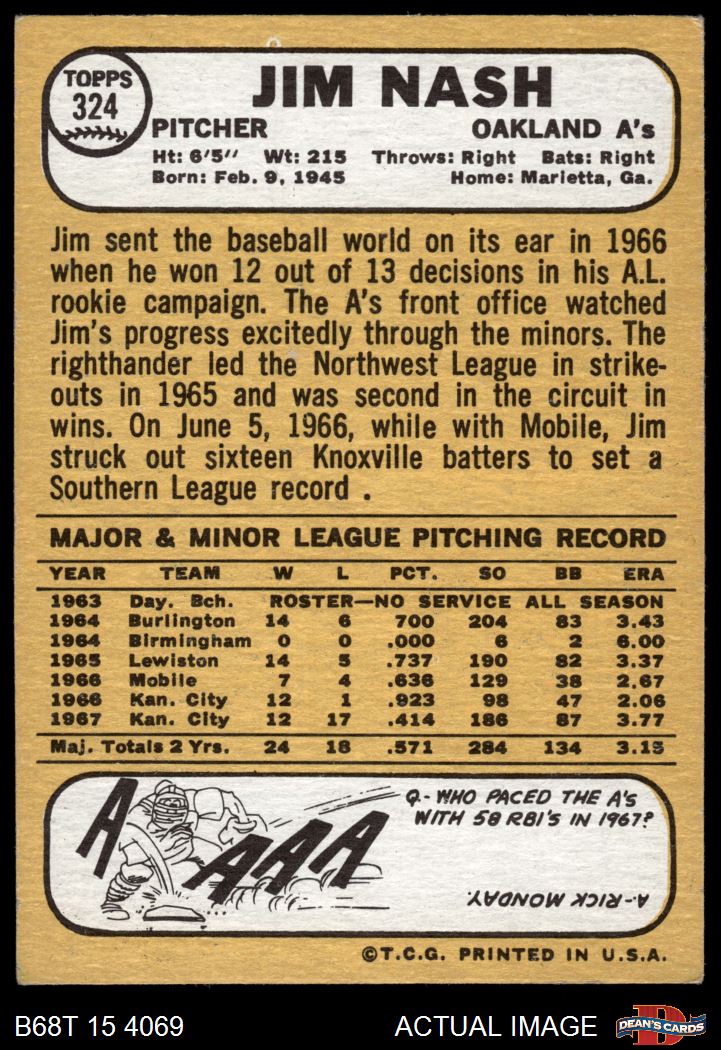 TOPPS
324
JIM NASH
PITCHER OAKLAND A's
Ht: 6'5" Wt: 215 Throws: Right Bats: Right
Born: Feb. 9, 1945 Home: Marietta, Ga.
Jim sent the baseball world on its ear in 1966
when he won 12 out of 13 decisions in his A.L.
rookie campaign. The A's front office watched
Jim's progress excitedly through the minors. The
righthander led the Northwest League in strike-
outs in 1965 and was second in the circuit in
wins. On June 5, 1966, while with Mobile, Jim
struck out sixteen Knoxville batters to set a
Southern League record .
MAJOR & MINOR LEAGUE PITCHING RECORD
YEAR TEAM W L PCT. SO BB ERA
1963 Day. Bch. ROSTER—NO SERVICE ALL SEASON
1964 Burlington 14 6 700 204 83 3.43
1964 Birmingham 0 0 .000 6 2 6.00
1965 Lewiston 14 5 .737 190 82 3.37
1966 Mobile 7 4 .636 129 38 2.67
1966 Kan. City 12 1 .923 98 47 2.06
1967 Kan. City 12 17 .414 186 87 3.77
Maj. Totals 2 Yrs. 24 18 .571 284 134 3.15
A AAA
Q.- WHO PACED THE A'S
WITH 58 RBI'S IN 1967?
A.- RICK MONDAY.
©T.C.G. PRINTED IN U.S.A.
B68T 15 4069 ACTUAL IMAGE D DEAN'S CARDS